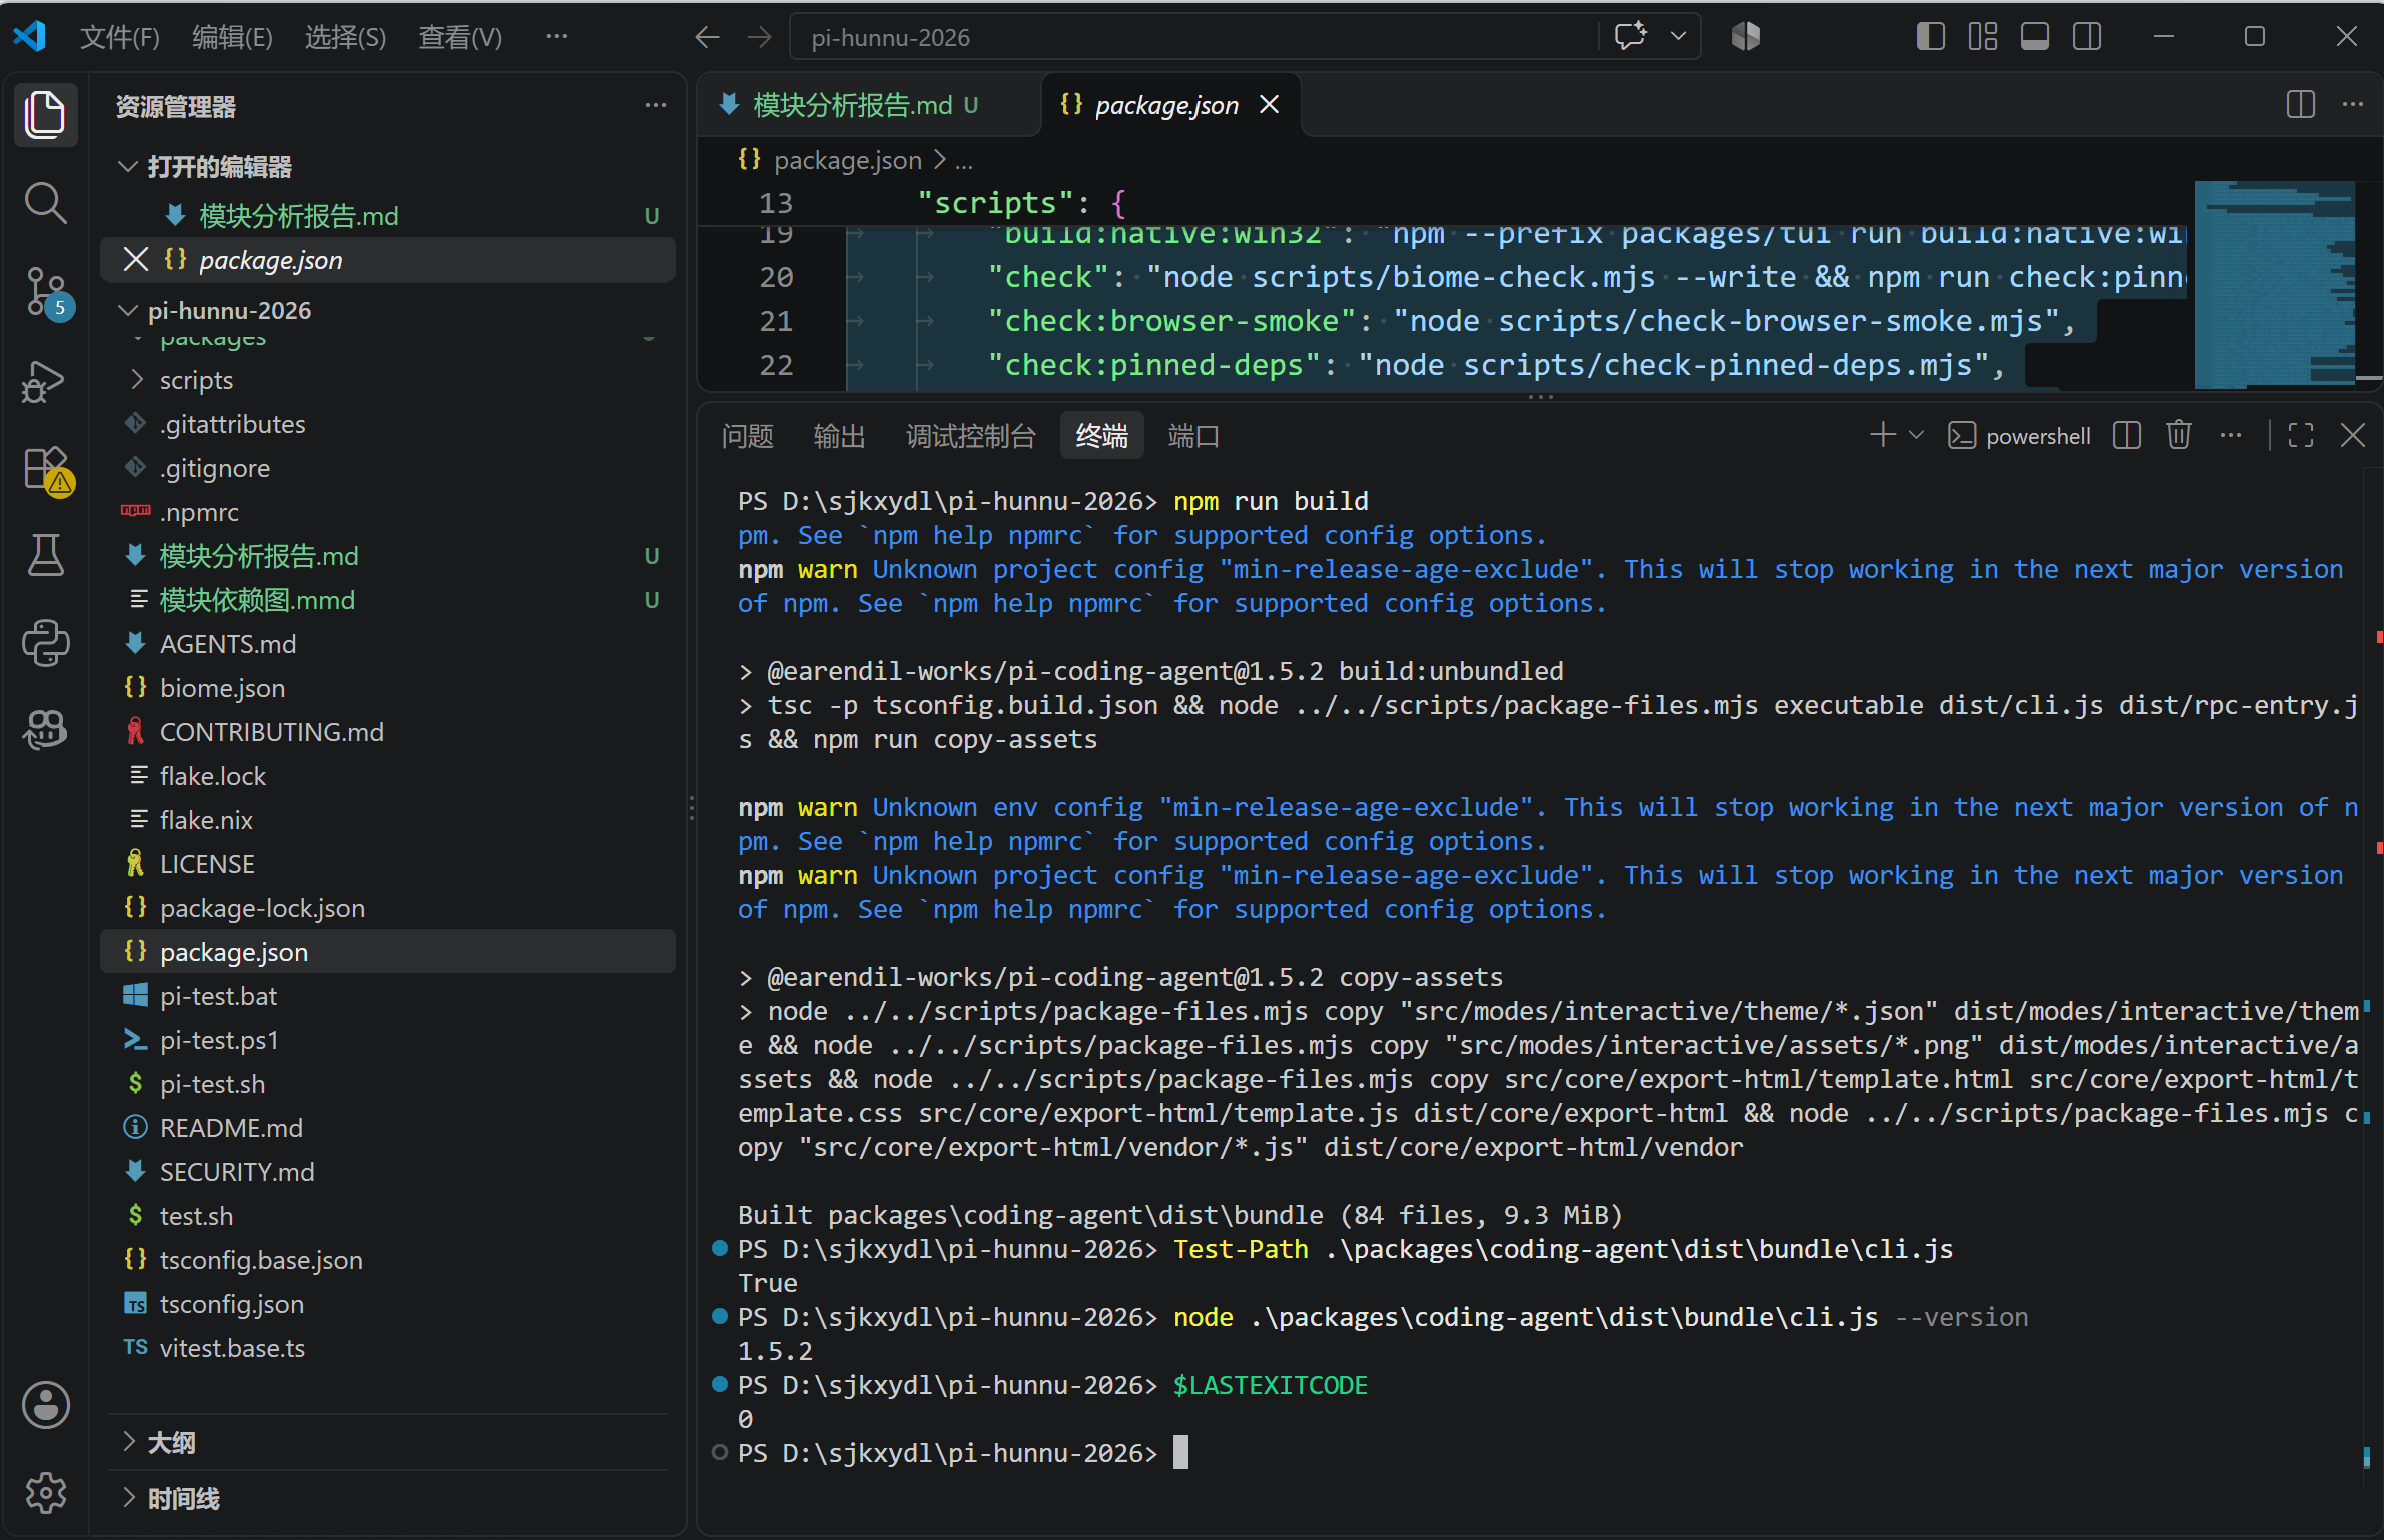 文件(F) 编辑(E) 选择(S) 查看(V) ··· pi-hunnu-2026
资源管理器
打开的编辑器
模块分析报告.md U
package.json
pi-hunnu-2026
packages
scripts
.gitattributes
.gitignore
.npmrc
模块分析报告.md U
模块依赖图.mmd U
AGENTS.md
biome.json
CONTRIBUTING.md
flake.lock
flake.nix
LICENSE
package-lock.json
package.json
pi-test.bat
pi-test.ps1
pi-test.sh
README.md
SECURITY.md
test.sh
tsconfig.base.json
tsconfig.json
vitest.base.ts
大纲
时间线
5
模块分析报告.md U package.json
package.json > ...
13 "scripts": {
19 "build:native:win32": "npm --prefix packages/tui run build:native:wi
20 "check": "node scripts/biome-check.mjs --write && npm run check:pinn
21 "check:browser-smoke": "node scripts/check-browser-smoke.mjs",
22 "check:pinned-deps": "node scripts/check-pinned-deps.mjs",
问题 输出 调试控制台 终端 端口 powershell
PS D:\sjkxydl\pi-hunnu-2026> npm run build
pm. See `npm help npmrc` for supported config options.
npm warn Unknown project config "min-release-age-exclude". This will stop working in the next major version
of npm. See `npm help npmrc` for supported config options.
> @earendil-works/pi-coding-agent@1.5.2 build:unbundled
> tsc -p tsconfig.build.json && node ../../scripts/package-files.mjs executable dist/cli.js dist/rpc-entry.j
s && npm run copy-assets
npm warn Unknown env config "min-release-age-exclude". This will stop working in the next major version of n
pm. See `npm help npmrc` for supported config options.
npm warn Unknown project config "min-release-age-exclude". This will stop working in the next major version
of npm. See `npm help npmrc` for supported config options.
> @earendil-works/pi-coding-agent@1.5.2 copy-assets
> node ../../scripts/package-files.mjs copy "src/modes/interactive/theme/*.json" dist/modes/interactive/them
e && node ../../scripts/package-files.mjs copy "src/modes/interactive/assets/*.png" dist/modes/interactive/a
ssets && node ../../scripts/package-files.mjs copy src/core/export-html/template.html src/core/export-html/t
emplate.css src/core/export-html/template.js dist/core/export-html && node ../../scripts/package-files.mjs c
opy "src/core/export-html/vendor/*.js" dist/core/export-html/vendor
Built packages\coding-agent\dist\bundle (84 files, 9.3 MiB)
PS D:\sjkxydl\pi-hunnu-2026> Test-Path .\packages\coding-agent\dist\bundle\cli.js
True
PS D:\sjkxydl\pi-hunnu-2026> node .\packages\coding-agent\dist\bundle\cli.js --version
1.5.2
PS D:\sjkxydl\pi-hunnu-2026> $LASTEXITCODE
0
PS D:\sjkxydl\pi-hunnu-2026>